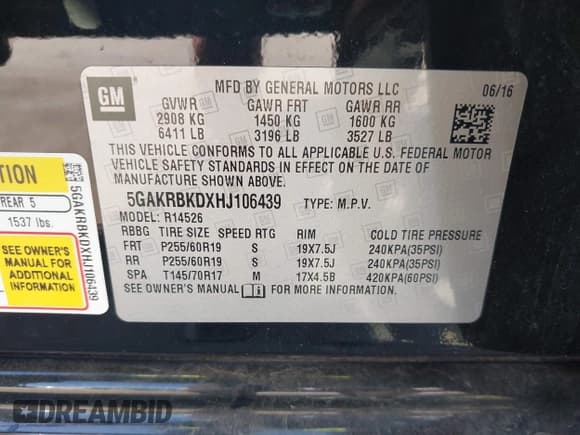 GM
MFD BY GENERAL MOTORS LLC
06/16
GVWR GAWR FRT GAWR RR
2908 KG 1450 KG 1600 KG
6411 LB 3196 LB 3527 LB
THIS VEHICLE CONFORMS TO ALL APPLICABLE U.S. FEDERAL MOTOR
VEHICLE SAFETY STANDARDS IN EFFECT ON THE DATE OF
MANUFACTURE SHOWN ABOVE.
5GAKRBKDXHJ106439 TYPE: M.P.V.
MODEL: R14526
RBBG TIRE SIZE SPEED RTG RIM COLD TIRE PRESSURE
FRT P255/60R19 S 19X7.5J 240KPA(35PSI)
RR P255/60R19 S 19X7.5J 240KPA(35PSI)
SPA T145/70R17 M 17X4.5B 420KPA(60PSI)
SEE OWNER'S MANUAL FOR MORE INFORMATION.
REAR 5
1537 lbs.
SEE OWNER'S
MANUAL FOR
ADDITIONAL
INFORMATION
5GAKRBKDXHJ106439
DREAMBID